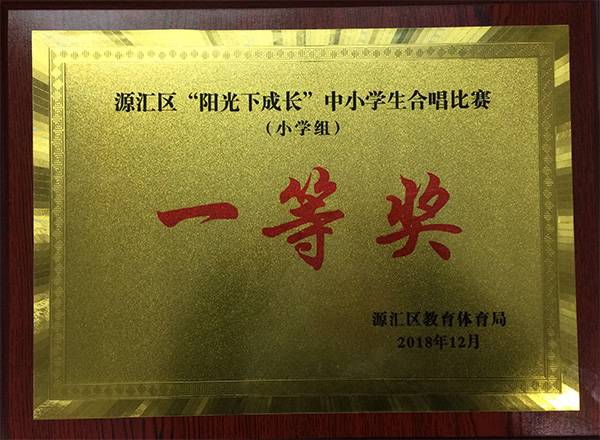 源汇区“阳光下成长”中小学生合唱比赛
（小学组）
一等奖
源汇区教育体育局
2018年12月